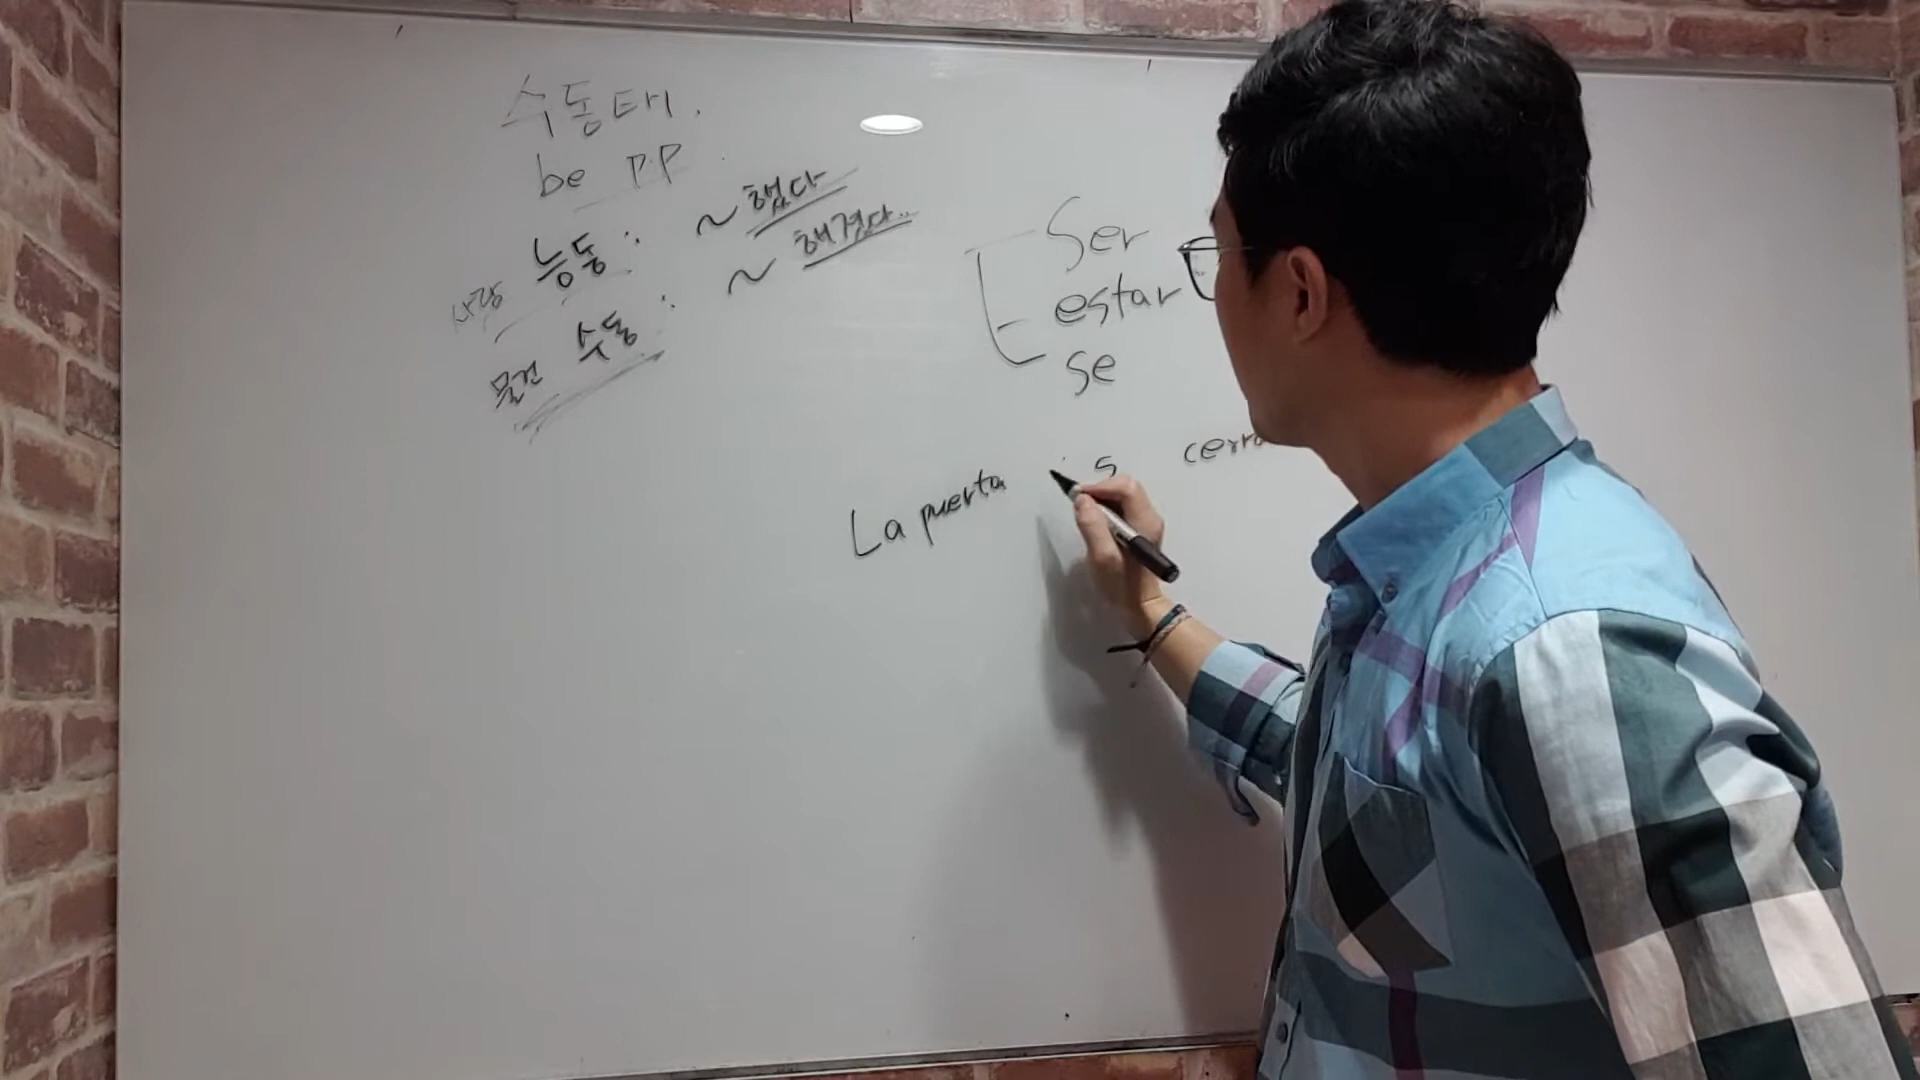 수동태.
be P.P
사람 능동: ~했다
물건 수동: ~해졌다..
Ser
estar
se
La puerta s cerra